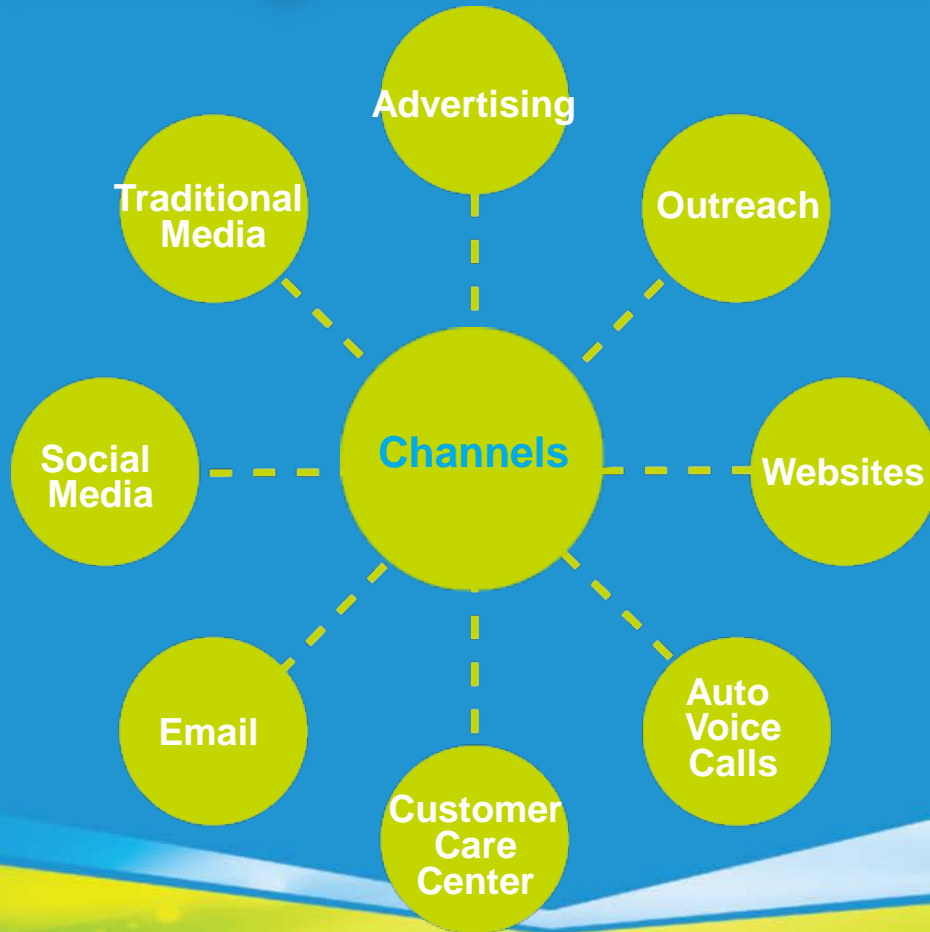 Advertising
Traditional
Media
Outreach
Channels
Social
Media
Websites
Email
Auto
Voice
Calls
Customer
Care
Center